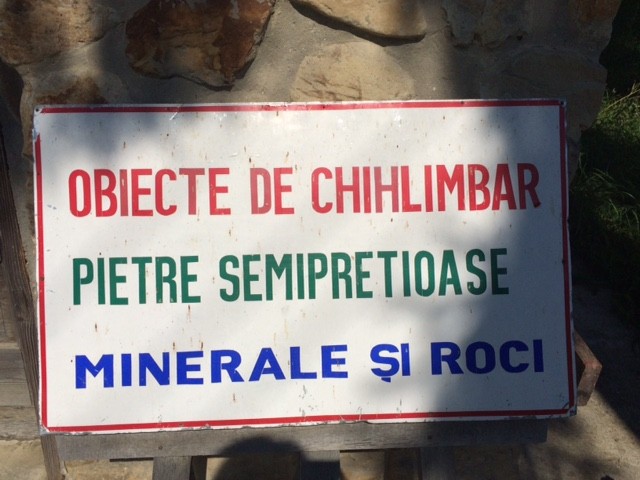 OBIECTE DE CHIHLIMBAR
PIETRE SEMIPRETIOASE
MINERALE ȘI ROCI